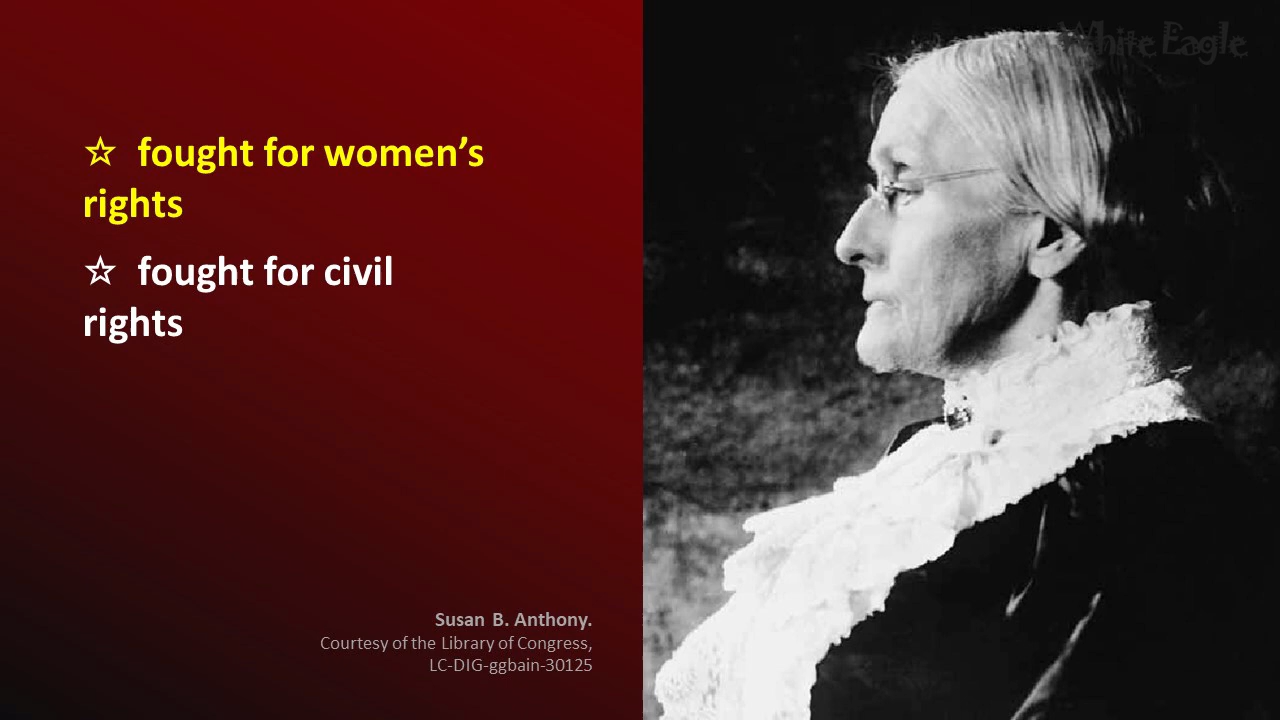 White Eagle
☆ fought for women’s
rights
☆ fought for civil
rights
Susan B. Anthony.
Courtesy of the Library of Congress,
LC-DIG-ggbain-30125